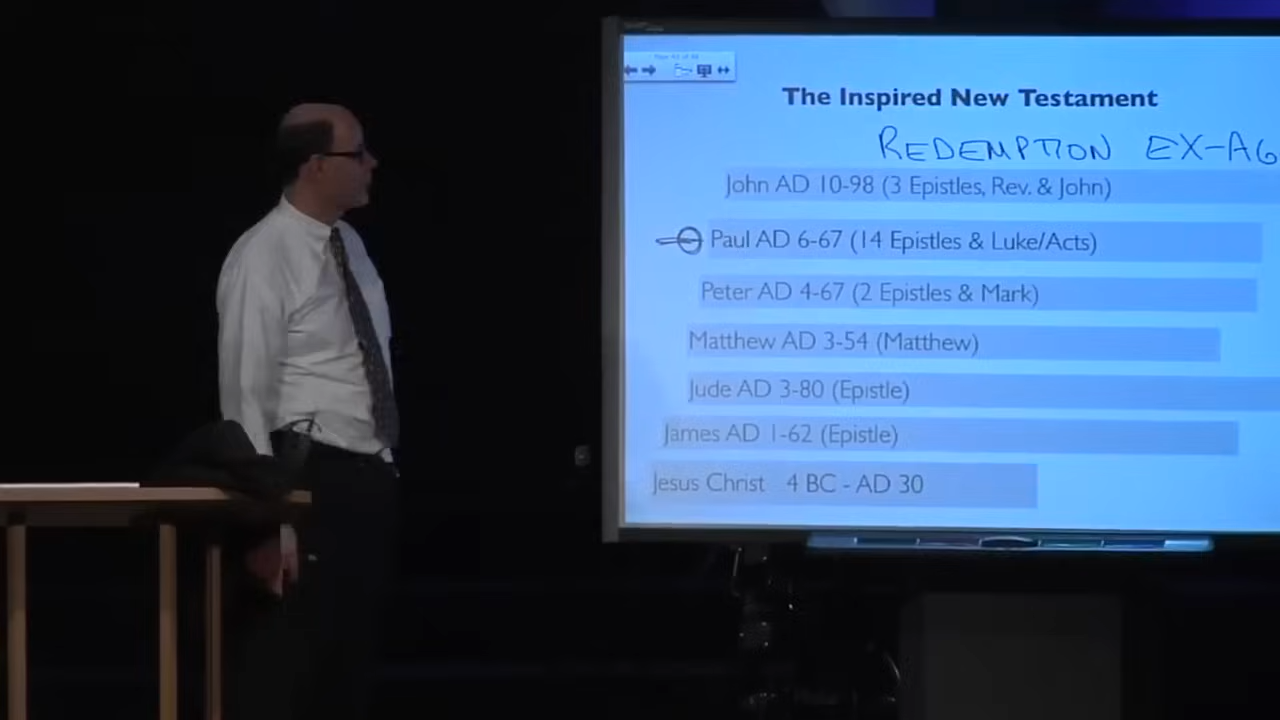 The Inspired New Testament
REDEMPTION EX-AG
John AD 10-98 (3 Epistles, Rev. & John)
Paul AD 6-67 (14 Epistles & Luke/Acts)
Peter AD 4-67 (2 Epistles & Mark)
Matthew AD 3-54 (Matthew)
Jude AD 3-80 (Epistle)
James AD 1-62 (Epistle)
Jesus Christ 4 BC - AD 30